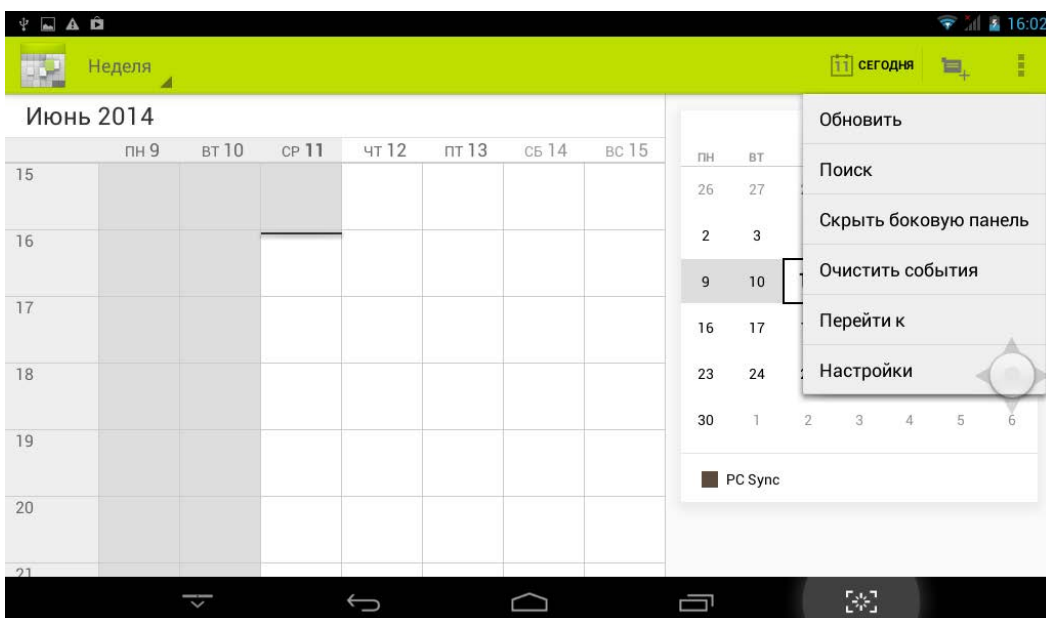 16:02
Неделя
11 СЕГОДНЯ
Июнь 2014
ПН 9 ВТ 10 СР 11 ЧТ 12 ПТ 13 СБ 14 ВС 15
15
16
17
18
19
20
21
Обновить
Поиск
Скрыть боковую панель
Очистить события
Перейти к
Настройки
ПН ВТ
26 27
2 3
9 10
16 17
23 24
30 1 2 3 4 5 6
PC Sync